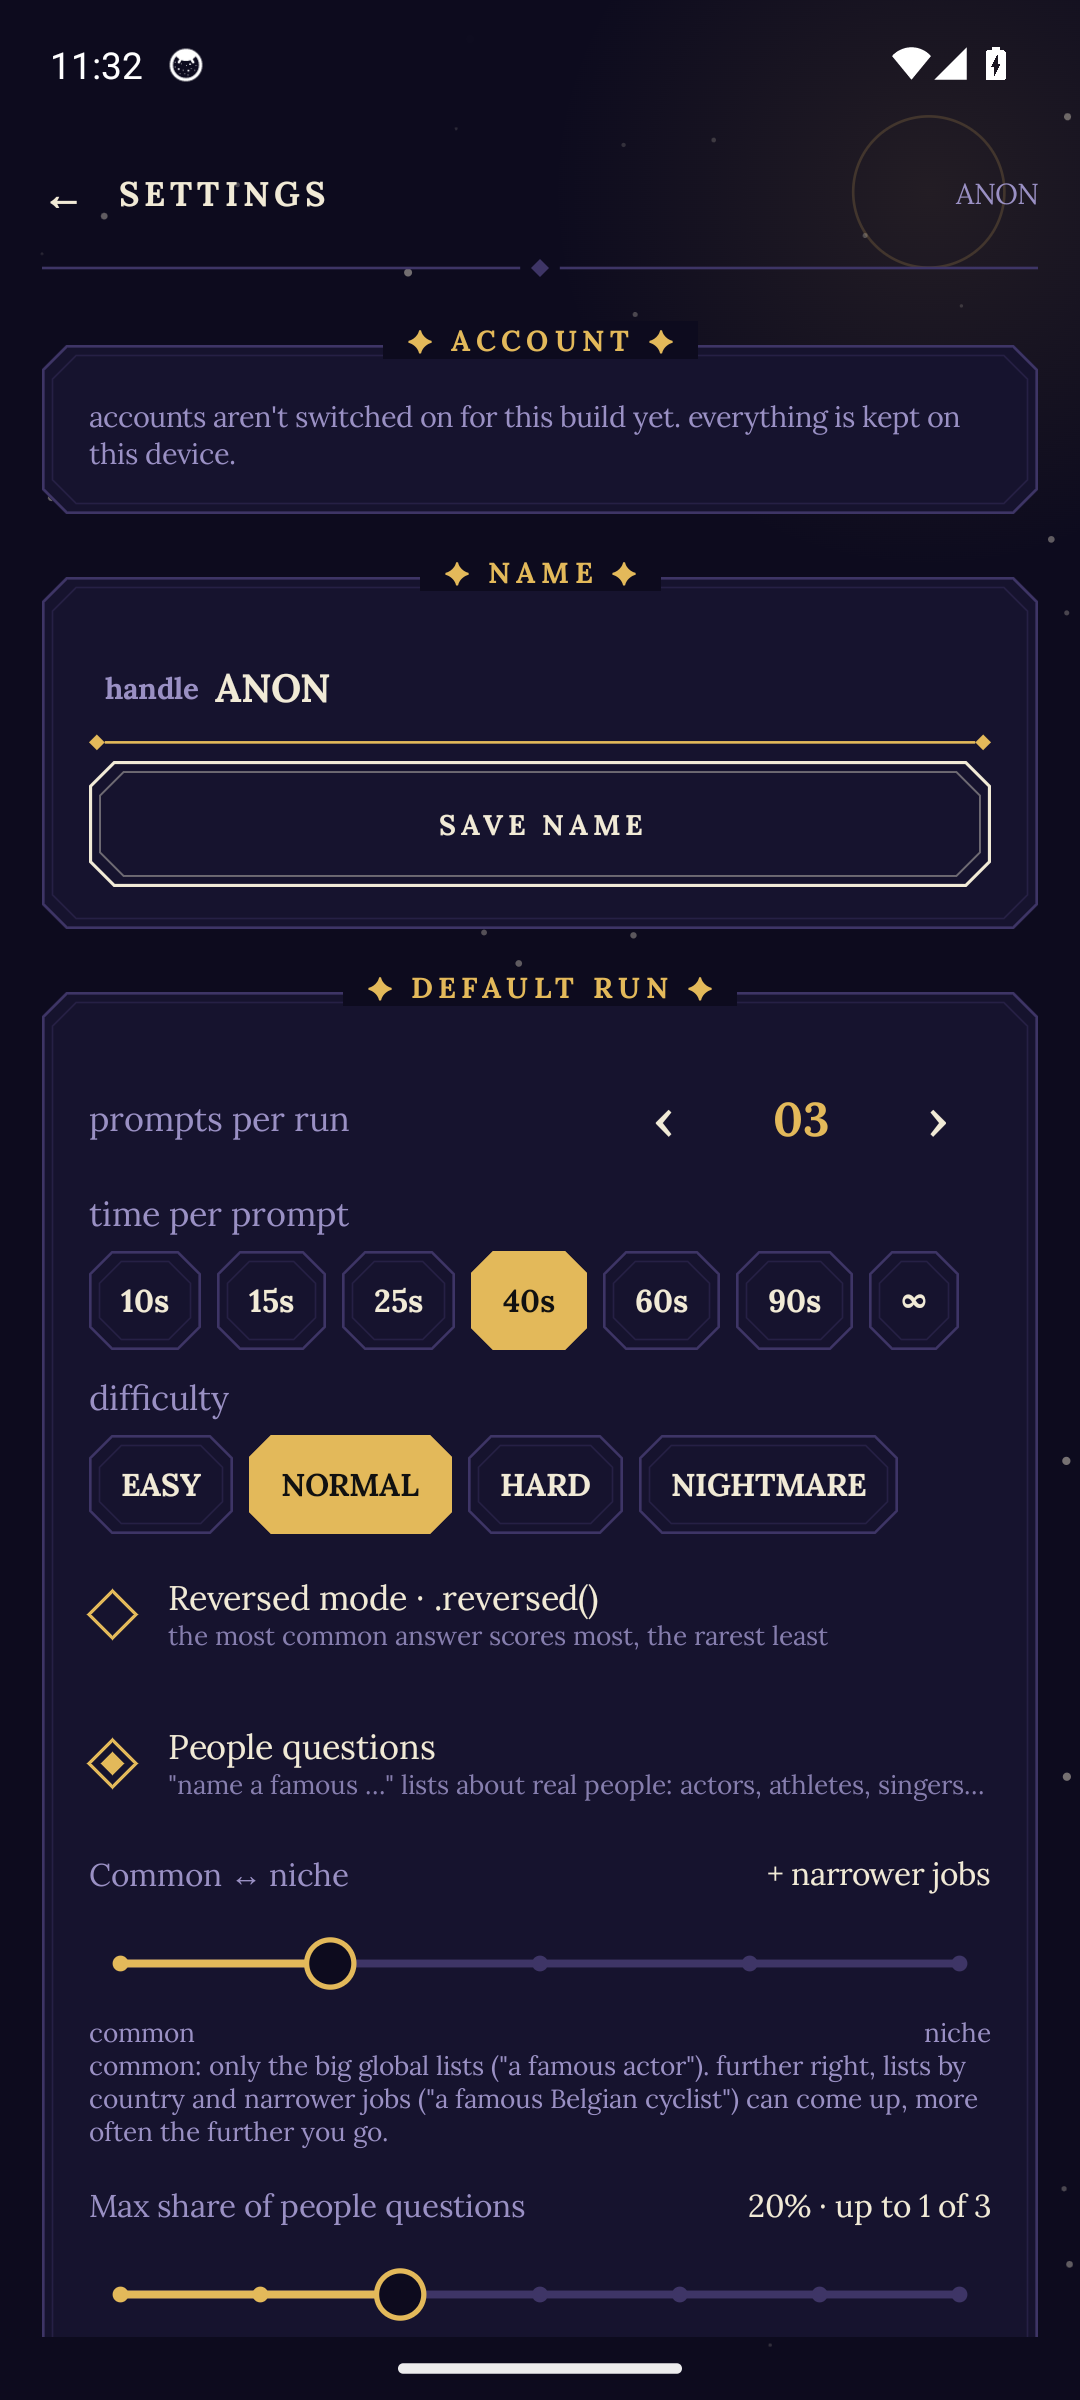 11:32
← SETTINGS
ANON
✦ ACCOUNT ✦
accounts aren't switched on for this build yet. everything is kept on
this device.
✦ NAME ✦
handle ANON
SAVE NAME
✦ DEFAULT RUN ✦
prompts per run ‹ 03 ›
time per prompt
10s 15s 25s 40s 60s 90s ∞
difficulty
EASY NORMAL HARD NIGHTMARE
Reversed mode · .reversed()
the most common answer scores most, the rarest least
People questions
"name a famous …" lists about real people: actors, athletes, singers…
Common ↔ niche + narrower jobs
common niche
common: only the big global lists ("a famous actor"). further right, lists by
country and narrower jobs ("a famous Belgian cyclist") can come up, more
often the further you go.
Max share of people questions 20% · up to 1 of 3